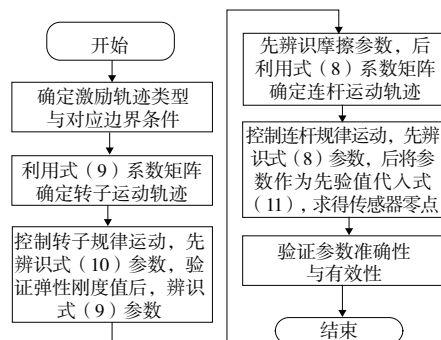 开始
确定激励轨迹类型
与对应边界条件
利用式（9）系数矩阵
确定转子运动轨迹
控制转子规律运动，先
辨识式（10）参数，验
证弹性刚度值后，辨识
式（9）参数
先辨识摩擦参数，后
利用式（8）系数矩阵
确定连杆运动轨迹
控制连杆规律运动，先辨
识式（8）参数，后将参
数作为先验值代入式
（11），求得传感器零点
验证参数准确性
与有效性
结束